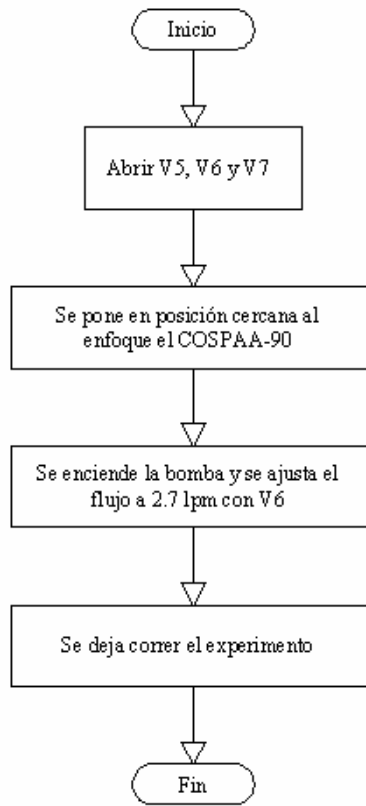 Inicio
Abrir V5, V6 y V7
Se pone en posición cercana al
enfoque el COSPAA-90
Se enciende la bomba y se ajusta el
flujo a 2.7 lpm con V6
Se deja correr el experimento
Fin